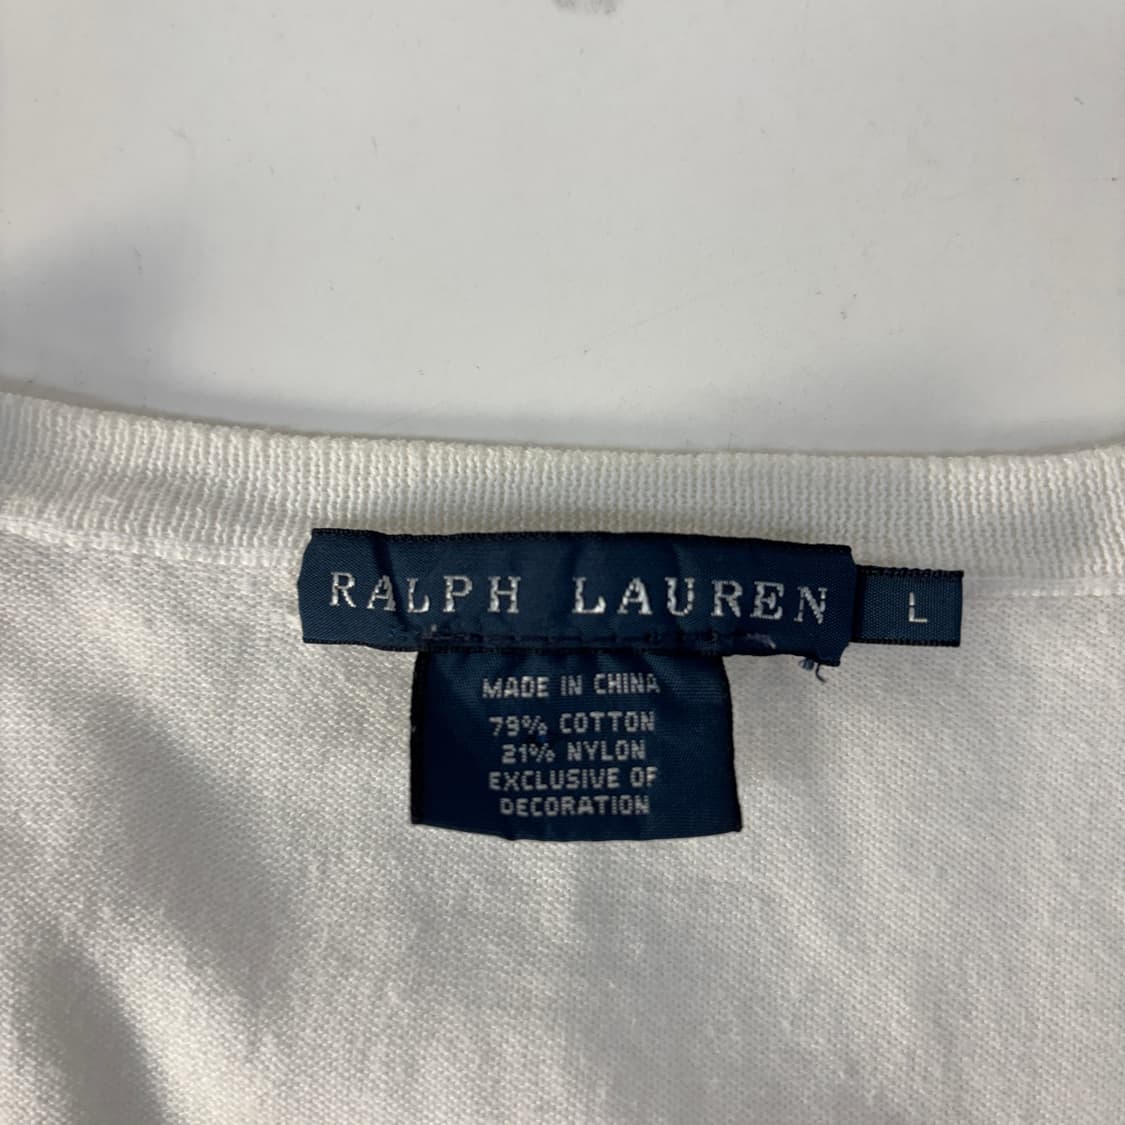 RALPH LAUREN
L
MADE IN CHINA
79% COTTON
21% NYLON
EXCLUSIVE OF
DECORATION